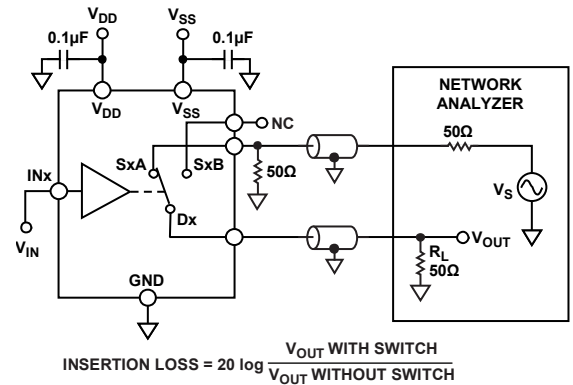 VDD
VSS
0.1µF
0.1µF
VDD
VSS
NC
NETWORK
ANALYZER
50Ω
SxA
SxB
50Ω
VS
INx
Dx
VOUT
VIN
RL
50Ω
GND
INSERTION LOSS = 20 log VOUT WITH SWITCH
VOUT WITHOUT SWITCH